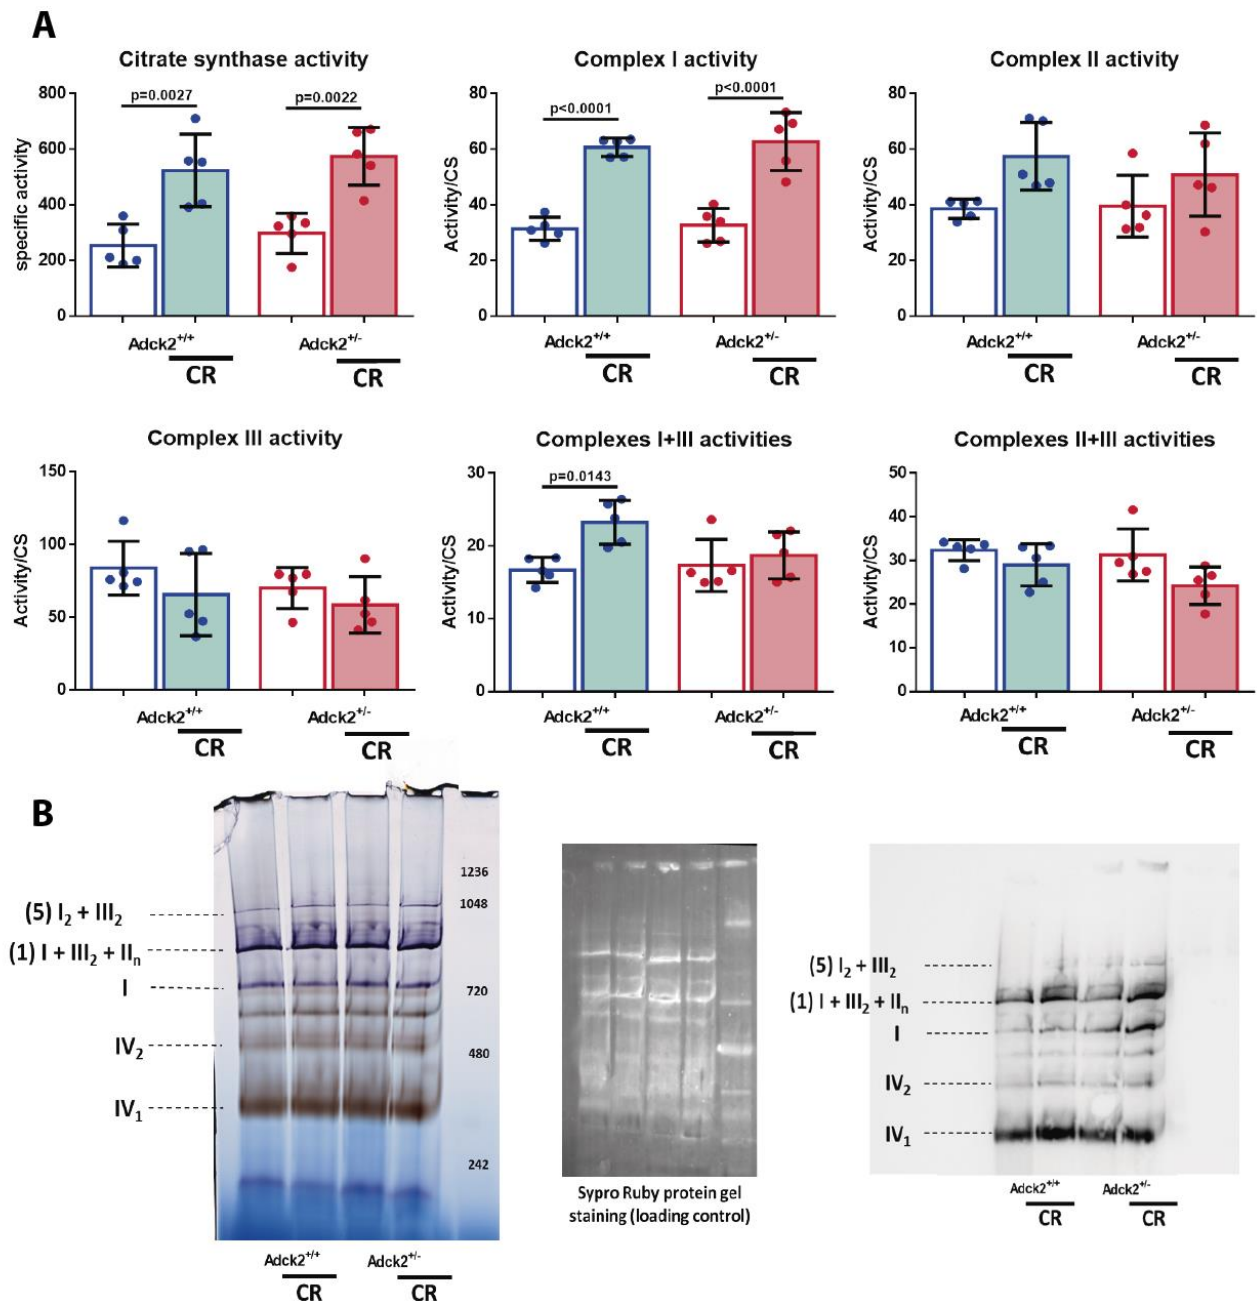 A
Citrate synthase activity
specific activity
800
600
400
200
0
p=0.0027
p=0.0022
Adck2+/+
CR
Adck2+/-
CR
Complex I activity
Activity/CS
80
60
40
20
0
p<0.0001
p<0.0001
Adck2+/+
CR
Adck2+/-
CR
Complex II activity
Activity/CS
80
60
40
20
0
Adck2+/+
CR
Adck2+/-
CR
Complex III activity
Activity/CS
150
100
50
0
Adck2+/+
CR
Adck2+/-
CR
Complexes I+III activities
Activity/CS
30
20
10
0
p=0.0143
Adck2+/+
CR
Adck2+/-
CR
Complexes II+III activities
Activity/CS
50
40
30
20
10
0
Adck2+/+
CR
Adck2+/-
CR
B
(5) I2 + III2
(1) I + III2 + IIn
I
IV2
IV1
1236
1048
720
480
242
Adck2+/+
CR
Adck2+/-
CR
Sypro Ruby protein gel
staining (loading control)
(5) I2 + III2
(1) I + III2 + IIn
I
IV2
IV1
Adck2+/+
CR
Adck2+/-
CR